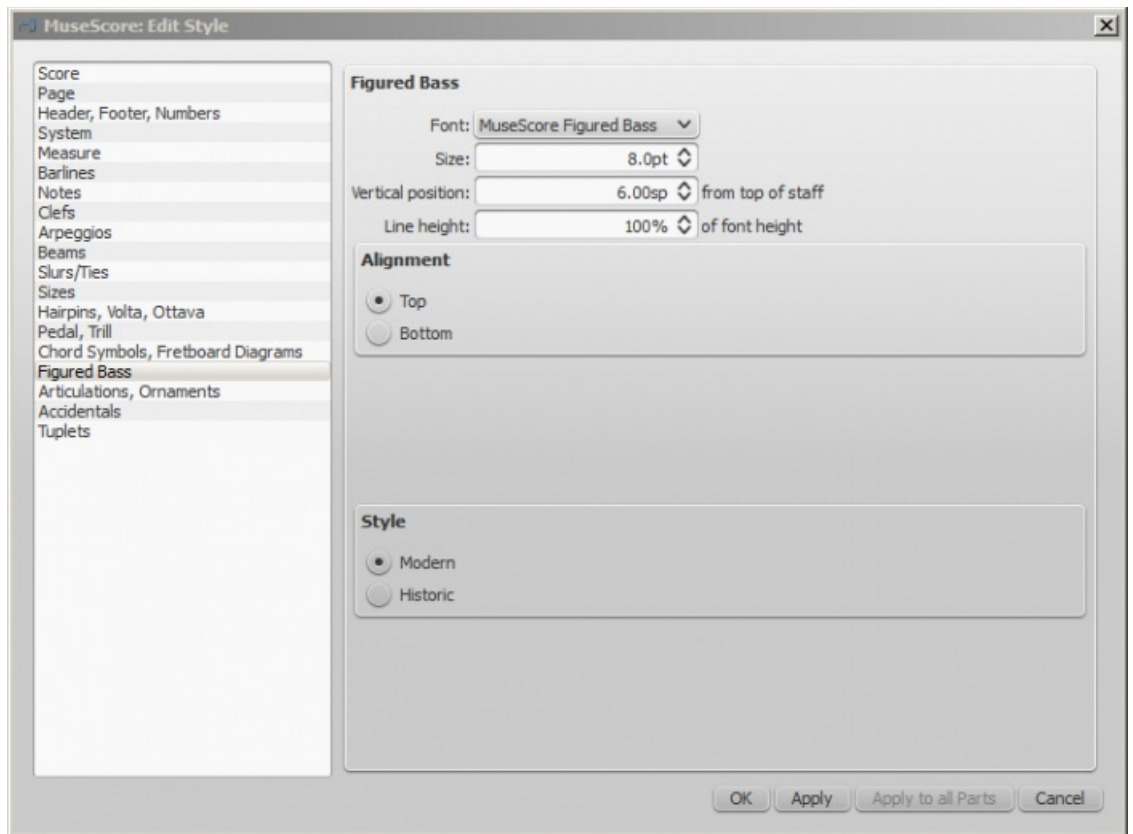 MuseScore: Edit Style
Score
Page
Header, Footer, Numbers
System
Measure
Barlines
Notes
Clefs
Arpeggios
Beams
Slurs/Ties
Sizes
Hairpins, Volta, Ottava
Pedal, Trill
Chord Symbols, Fretboard Diagrams
Figured Bass
Articulations, Ornaments
Accidentals
Tuplets
Figured Bass
Font: MuseScore Figured Bass
Size: 8.0pt
Vertical position: 6.00sp from top of staff
Line height: 100% of font height
Alignment
Top
Bottom
Style
Modern
Historic
OK Apply Apply to all Parts Cancel